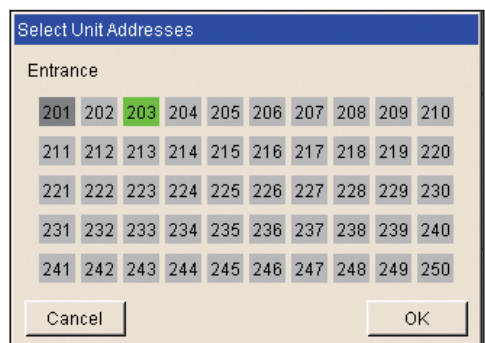 Select Unit Addresses
Entrance
201 202 203 204 205 206 207 208 209 210
211 212 213 214 215 216 217 218 219 220
221 222 223 224 225 226 227 228 229 230
231 232 233 234 235 236 237 238 239 240
241 242 243 244 245 246 247 248 249 250
Cancel OK